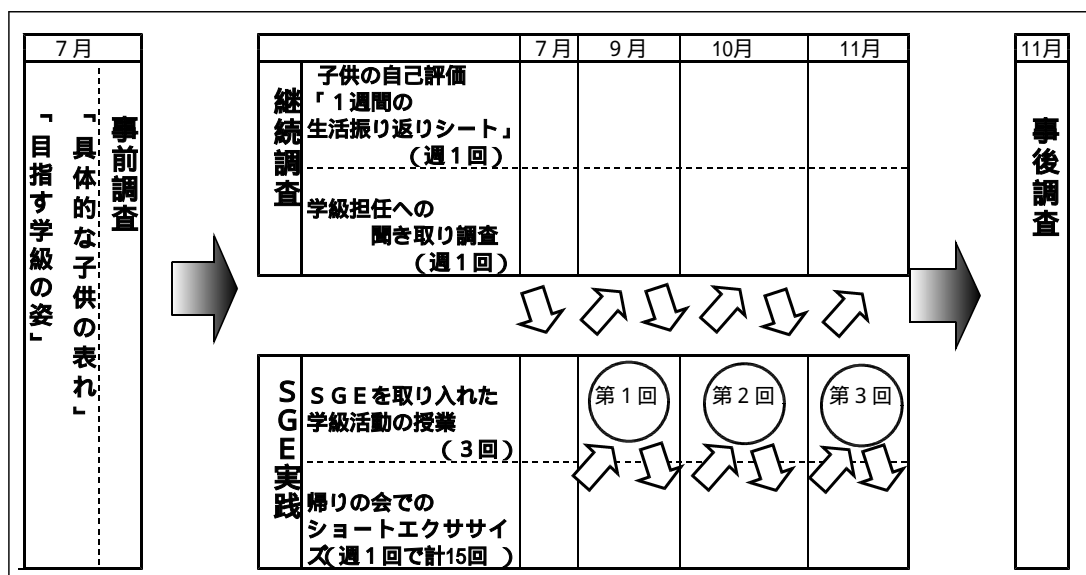 7月
事前調査
「具体的な子供の表れ」
「目指す学級の姿」
7月 9月 10月 11月
継続調査
子供の自己評価
「1週間の
生活振り返りシート」
(週1回)
学級担任への
聞き取り調査
(週1回)
SGE実践
SGEを取り入れた
学級活動の授業
(3回)
第1回 第2回 第3回
帰りの会での
ショートエクササイ
ズ(週1回で計15回)
11月
事後調査